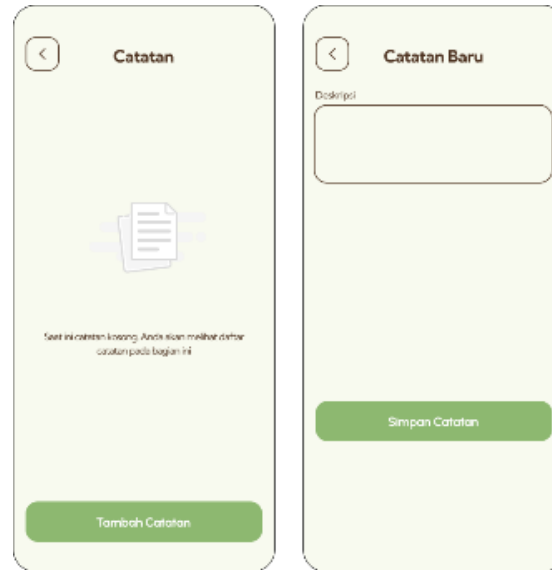 Catatan
Saat ini catatan kosong. Anda akan melihat daftar
catatan pada bagian ini
Tambah Catatan
Catatan Baru
Deskripsi
Simpan Catatan